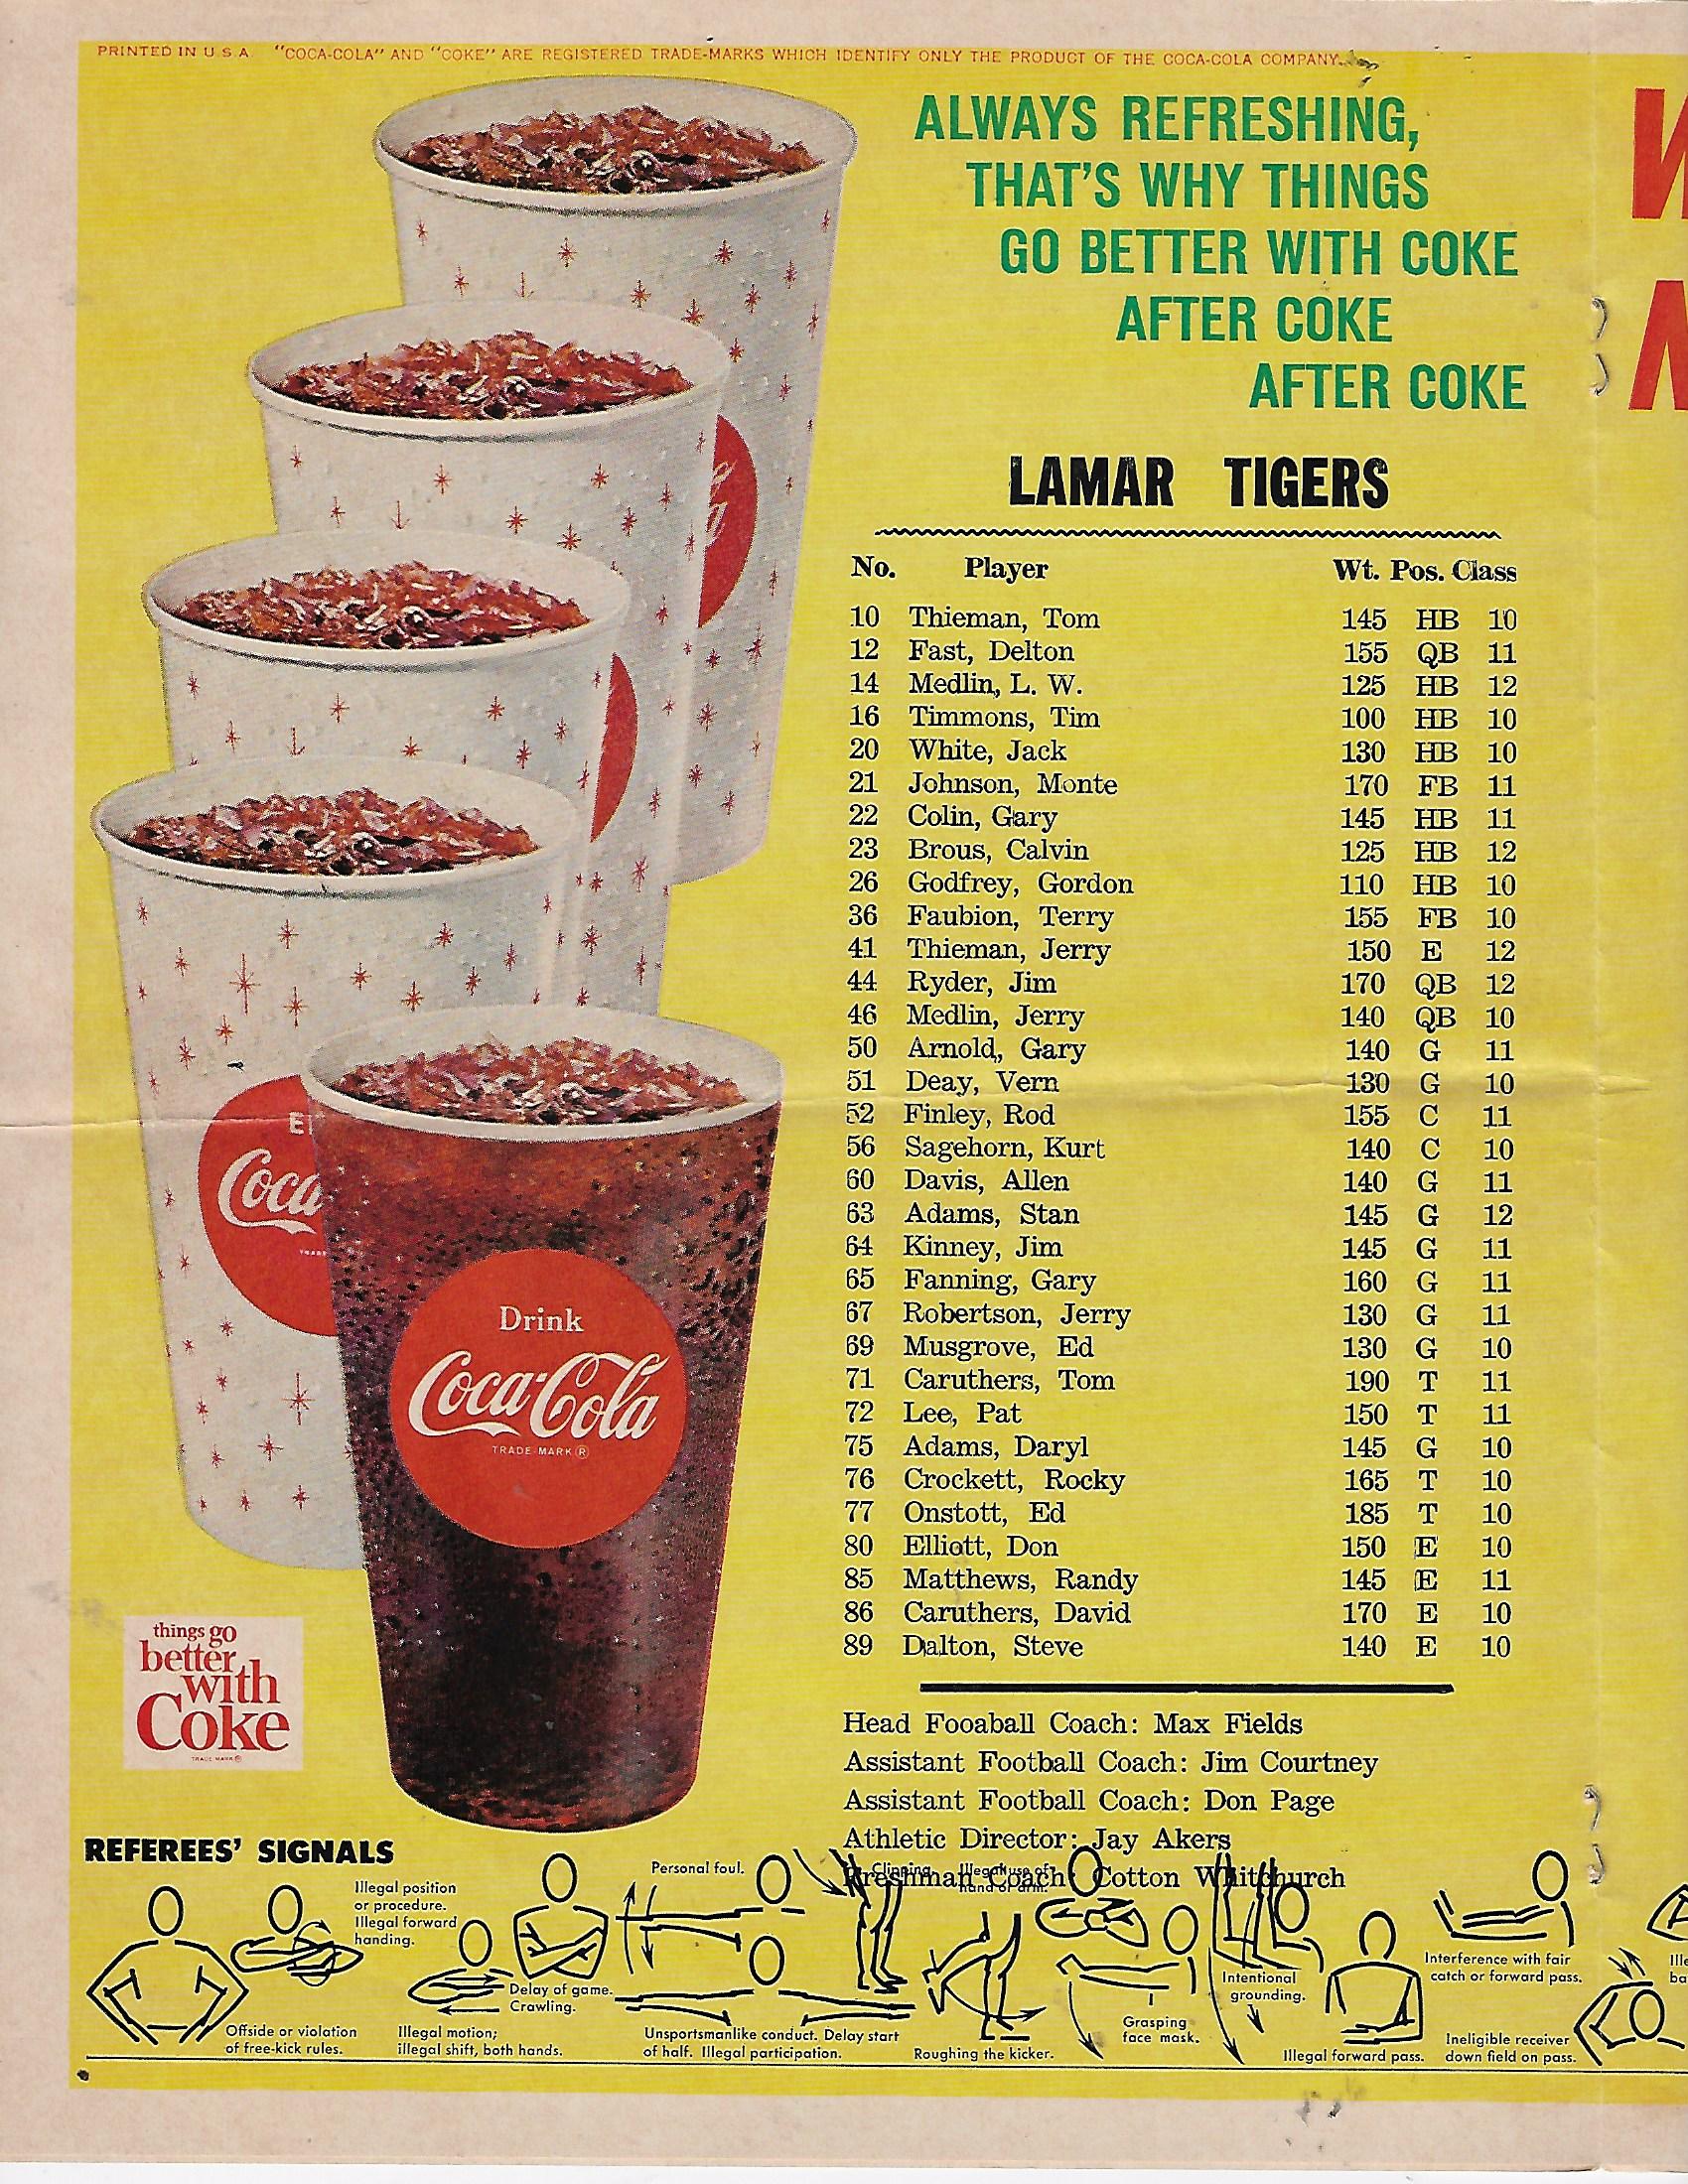 PRINTED IN U.S.A. "COCA-COLA" AND "COKE" ARE REGISTERED TRADE-MARKS WHICH IDENTIFY ONLY THE PRODUCT OF THE COCA-COLA COMPANY.
ALWAYS REFRESHING,
THAT'S WHY THINGS
GO BETTER WITH COKE
AFTER COKE
AFTER COKE
LAMAR TIGERS
No. Player Wt. Pos. Class
10 Thieman, Tom 145 HB 10
12 Fast, Delton 155 QB 11
14 Medlin, L. W. 125 HB 12
16 Timmons, Tim 100 HB 10
20 White, Jack 130 HB 10
21 Johnson, Monte 170 FB 11
22 Colin, Gary 145 HB 11
23 Brous, Calvin 125 HB 12
26 Godfrey, Gordon 110 HB 10
36 Faubion, Terry 155 FB 10
41 Thieman, Jerry 150 E 12
44 Ryder, Jim 170 QB 12
46 Medlin, Jerry 140 QB 10
50 Arnold, Gary 140 G 11
51 Deay, Vern 130 G 10
52 Finley, Rod 155 C 11
56 Sagehorn, Kurt 140 C 10
60 Davis, Allen 140 G 11
63 Adams, Stan 145 G 12
64 Kinney, Jim 145 G 11
65 Fanning, Gary 160 G 11
67 Robertson, Jerry 130 G 11
69 Musgrove, Ed 130 G 10
71 Caruthers, Tom 190 T 11
72 Lee, Pat 150 T 11
75 Adams, Daryl 145 G 10
76 Crockett, Rocky 165 T 10
77 Onstott, Ed 185 T 10
80 Elliott, Don 150 E 10
85 Matthews, Randy 145 E 11
86 Caruthers, David 170 E 10
89 Dalton, Steve 140 E 10
Head Fooaball Coach: Max Fields
Assistant Football Coach: Jim Courtney
Assistant Football Coach: Don Page
Athletic Director: Jay Akers
Freshman Coach: Cotton Whitchurch
Coca
Drink
Coca-Cola
TRADE-MARK ®
things go
better
with
Coke
TRADE MARK ®
REFEREES' SIGNALS
Offside or violation
of free-kick rules.
Illegal position
or procedure.
Illegal forward
handing.
Illegal motion;
illegal shift, both hands.
Delay of game.
Crawling.
Personal foul.
Unsportsmanlike conduct. Delay start
of half. Illegal participation.
Clipping.
Roughing the kicker.
Illegal use of
hand or arm.
Grasping
face mask.
Intentional
grounding.
Illegal forward pass.
Interference with fair
catch or forward pass.
Ineligible receiver
down field on pass.